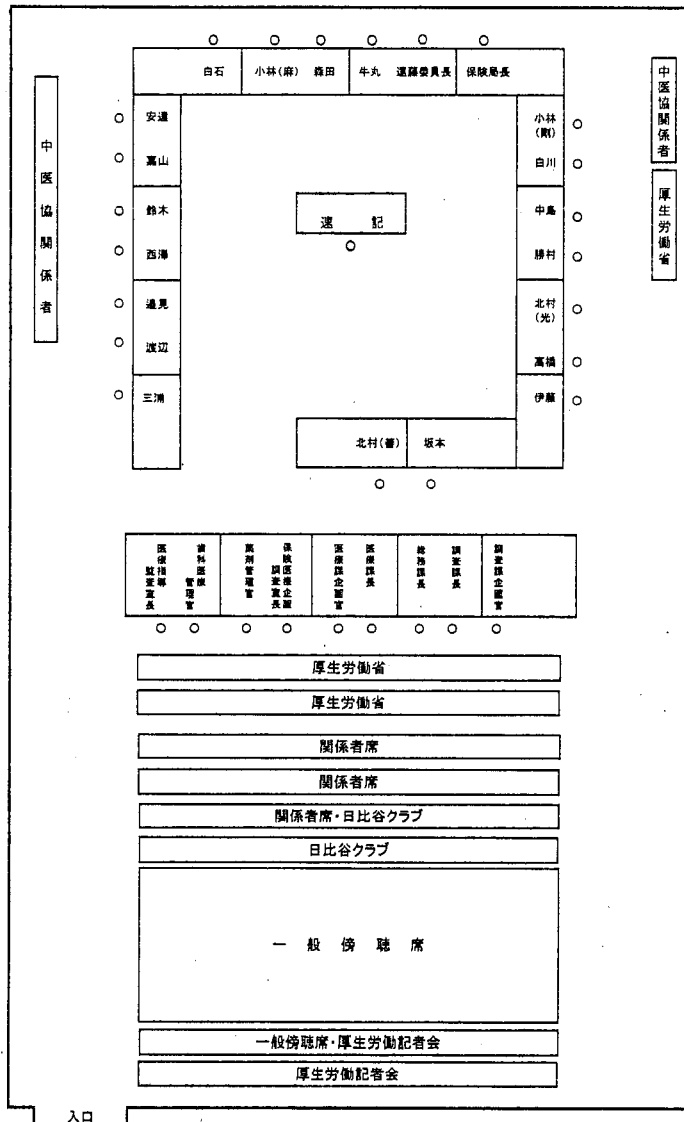 白石 小林(麻) 森田 牛丸 遠藤委員長 保険局長
中医協関係者
安達
嘉山
鈴木
西澤
邉見
渡辺
三浦
速 記
小林(剛)
白川
中島
勝村
北村(光)
高橋
伊藤
中医協関係者
厚生労働省
北村(善) 坂本
医療指導監査室長
歯科医療管理官
薬剤管理官
保険医療企画調査室長
医療課企画官
医療課長
総務課長
調査課長
調査課企画官
厚生労働省
厚生労働省
関係者席
関係者席
関係者席・日比谷クラブ
日比谷クラブ
一 般 傍 聴 席
一般傍聴席・厚生労働記者会
厚生労働記者会
入口